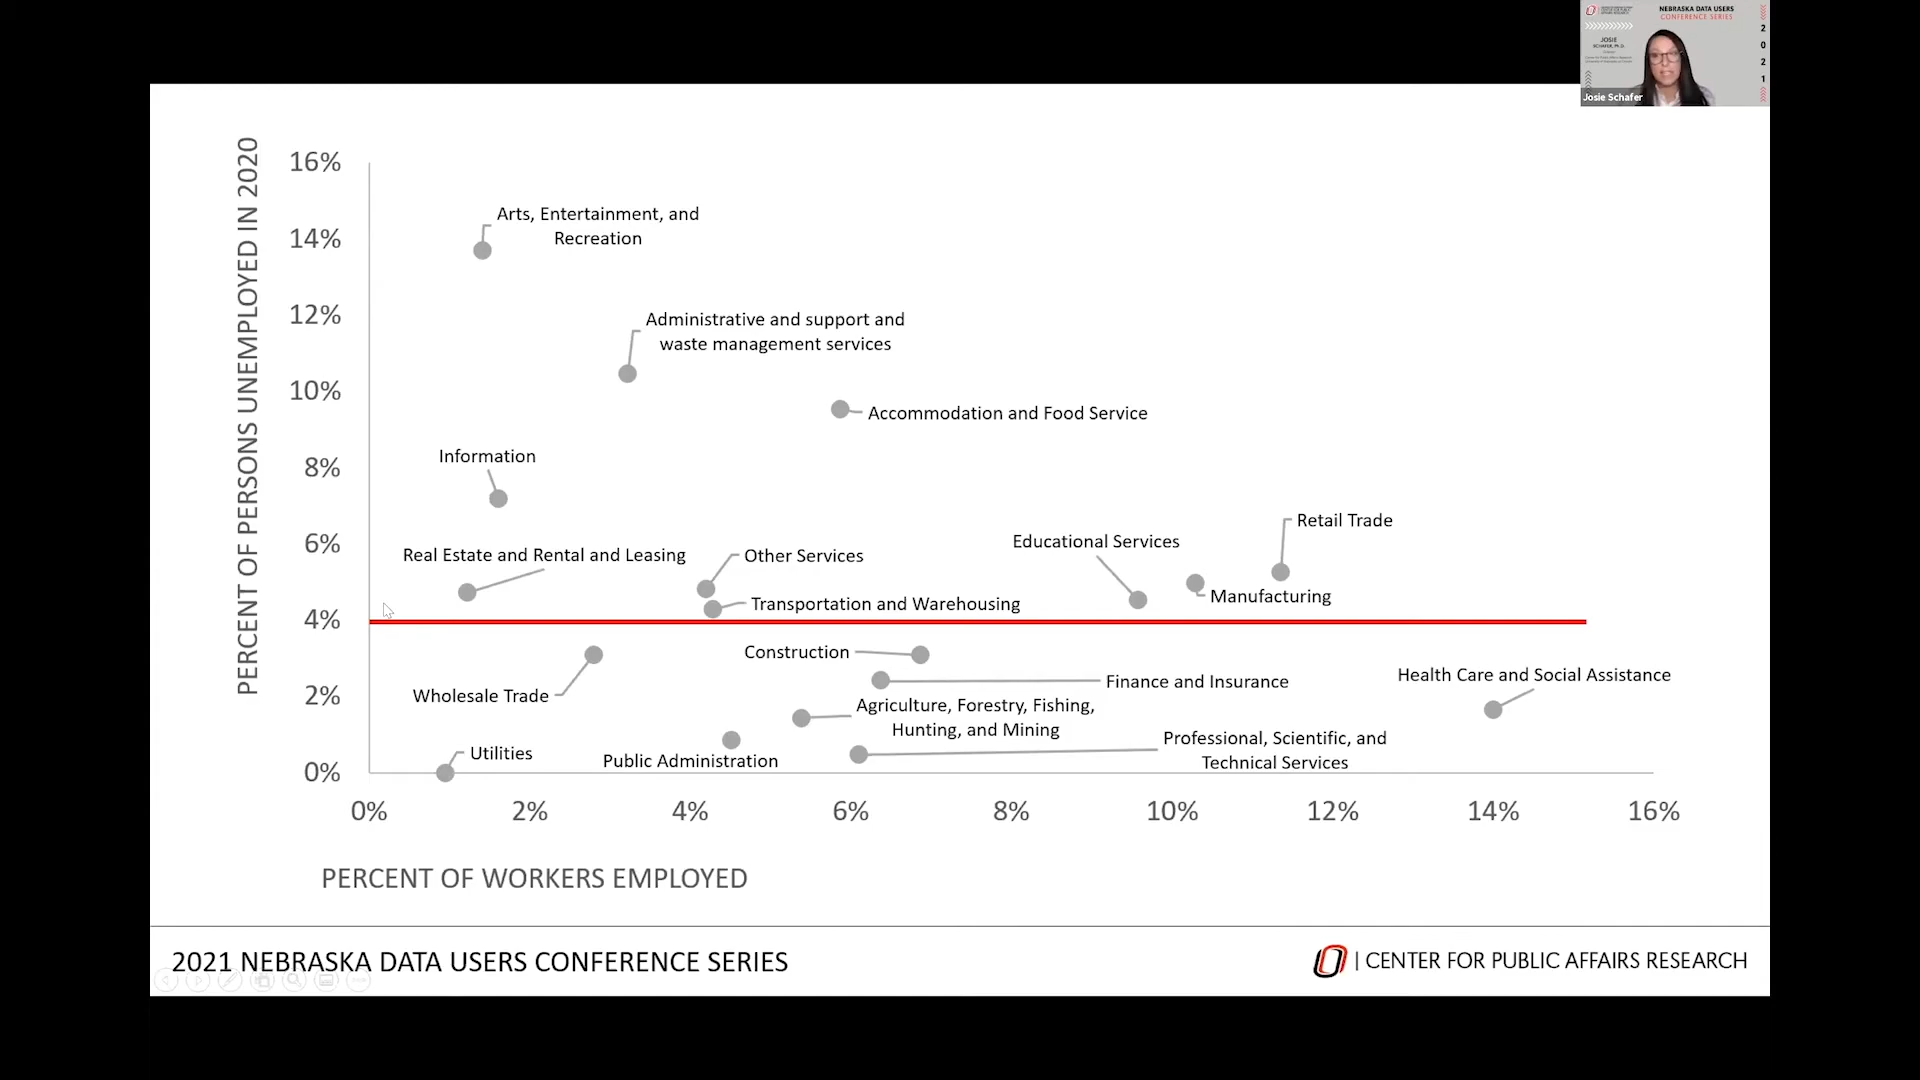 NEBRASKA DATA USERS
CONFERENCE SERIES
JOSIE
SCHAFER, Ph.D.
2
0
2
1
Josie Schafer
PERCENT OF PERSONS UNEMPLOYED IN 2020
16%
14%
12%
10%
8%
6%
4%
2%
0%
Arts, Entertainment, and
Recreation
Administrative and support and
waste management services
Accommodation and Food Service
Information
Retail Trade
Educational Services
Real Estate and Rental and Leasing
Other Services
Manufacturing
Transportation and Warehousing
Construction
Health Care and Social Assistance
Finance and Insurance
Wholesale Trade
Agriculture, Forestry, Fishing,
Hunting, and Mining
Professional, Scientific, and
Technical Services
Utilities
Public Administration
0% 2% 4% 6% 8% 10% 12% 14% 16%
PERCENT OF WORKERS EMPLOYED
2021 NEBRASKA DATA USERS CONFERENCE SERIES
O | CENTER FOR PUBLIC AFFAIRS RESEARCH